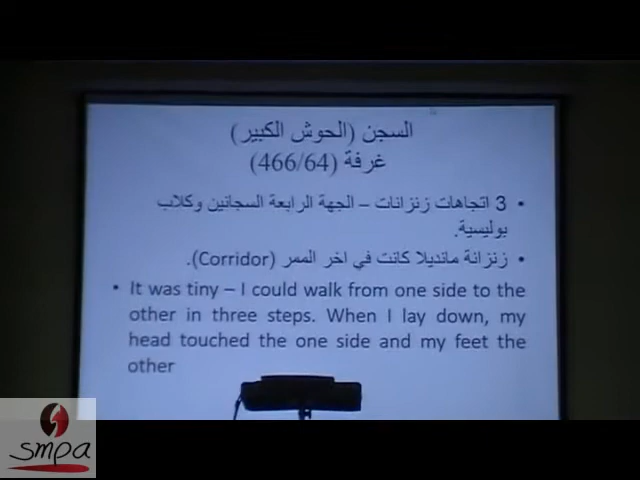 السجن (الحوش الكبير)
غرفة (466/64)
• 3 اتجاهات زنزانات – الجهة الرابعة السجانين وكلاب
بوليسية.
• زنزانة مانديلا كانت في اخر الممر (Corridor).
• It was tiny – I could walk from one side to the
other in three steps. When I lay down, my
head touched the one side and my feet the
other
smpa